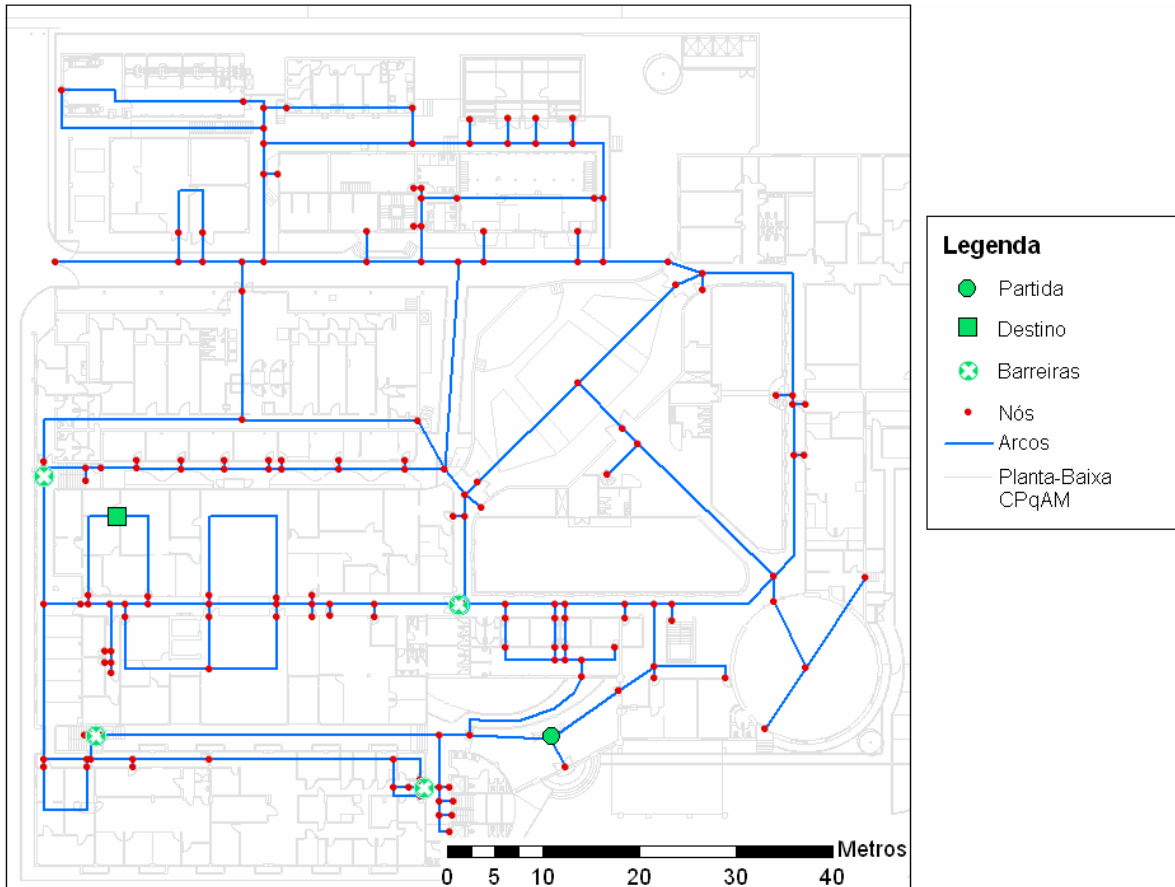 Legenda
Partida
Destino
Barreiras
Nós
Arcos
Planta-Baixa
CPqAM
Metros
0 5 10 20 30 40